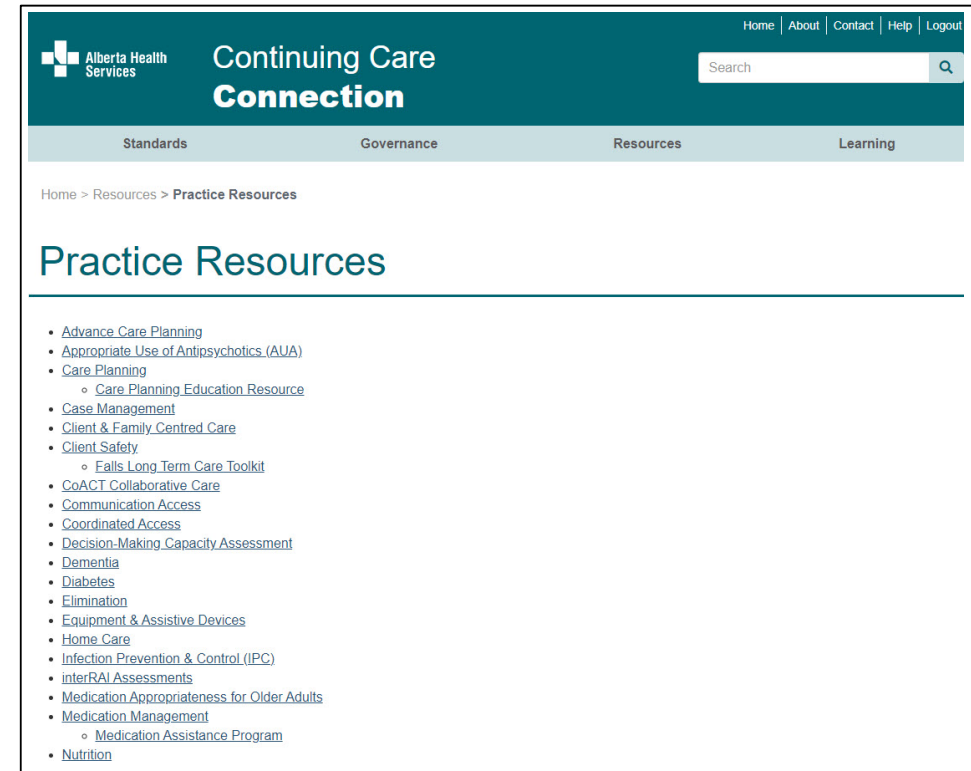 Home | About | Contact | Help | Logout
Alberta Health
Services
Continuing Care
Connection
Search
Standards Governance Resources Learning
Home > Resources > Practice Resources
Practice Resources
• Advance Care Planning
• Appropriate Use of Antipsychotics (AUA)
• Care Planning
◦ Care Planning Education Resource
• Case Management
• Client & Family Centred Care
• Client Safety
◦ Falls Long Term Care Toolkit
• CoACT Collaborative Care
• Communication Access
• Coordinated Access
• Decision-Making Capacity Assessment
• Dementia
• Diabetes
• Elimination
• Equipment & Assistive Devices
• Home Care
• Infection Prevention & Control (IPC)
• interRAI Assessments
• Medication Appropriateness for Older Adults
• Medication Management
◦ Medication Assistance Program
• Nutrition